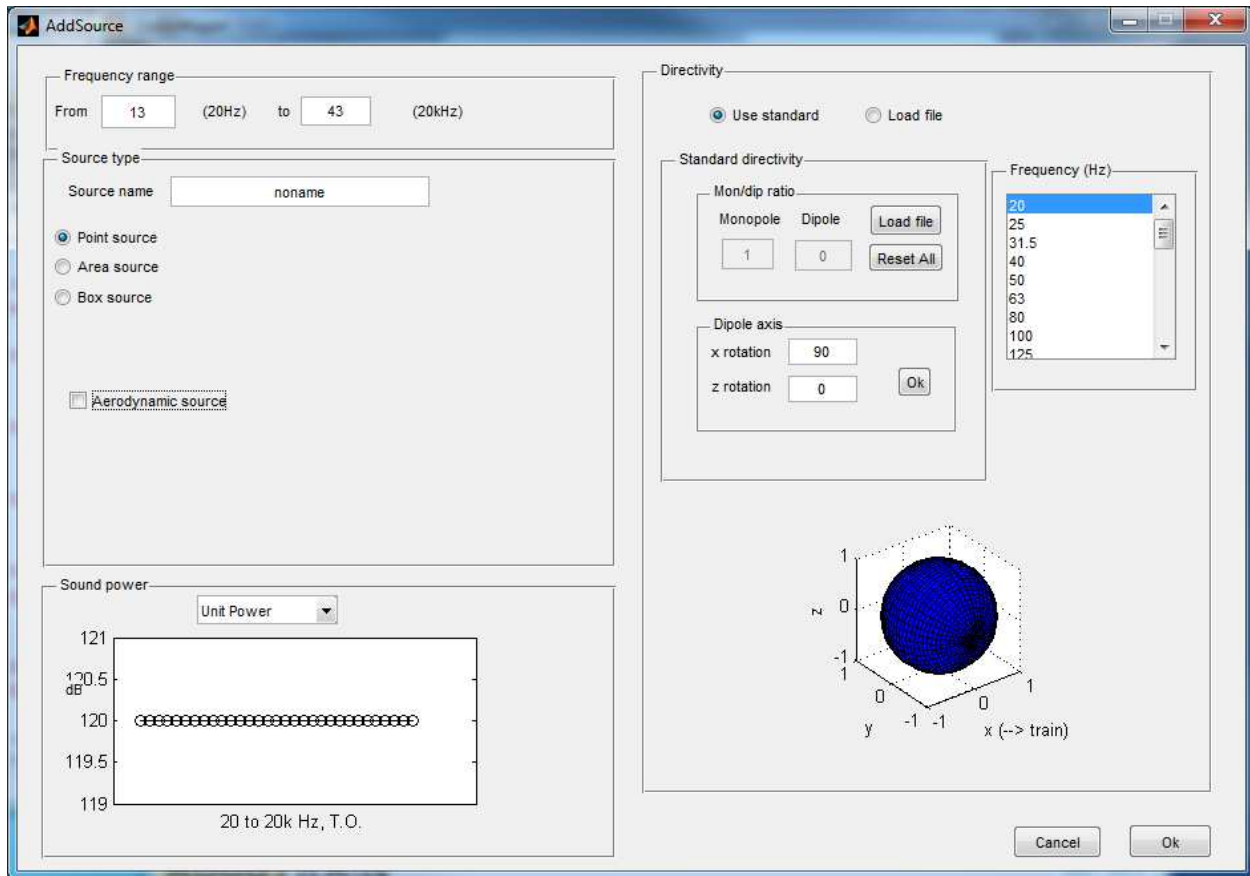 AddSource
Frequency range
From 13 (20Hz) to 43 (20kHz)
Source type
Source name noname
Point source
Area source
Box source
Aerodynamic source
Sound power
Unit Power
121
120.5
dB
120
119.5
119
20 to 20k Hz, T.O.
Directivity
Use standard Load file
Standard directivity
Mon/dip ratio
Monopole Dipole Load file
1 0 Reset All
Dipole axis
x rotation 90
z rotation 0 Ok
Frequency (Hz)
20
25
31.5
40
50
63
80
100
125
1
0
-1
z
1
0
-1
y
-1
0
1
x (--> train)
Cancel Ok